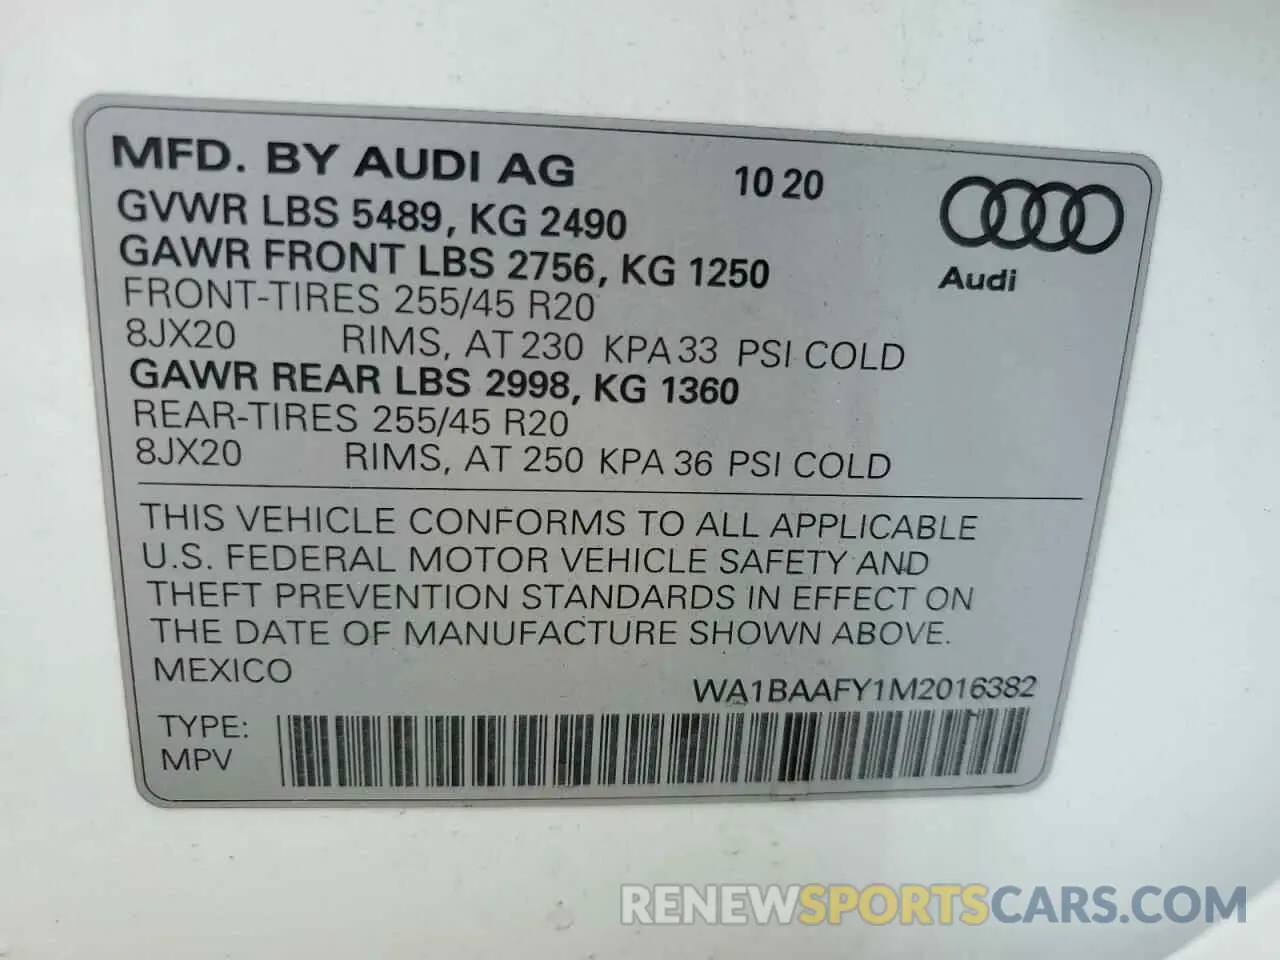 MFD. BY AUDI AG 10 20
GVWR LBS 5489, KG 2490
GAWR FRONT LBS 2756, KG 1250
Audi
FRONT-TIRES 255/45 R20
8JX20 RIMS, AT 230 KPA 33 PSI COLD
GAWR REAR LBS 2998, KG 1360
REAR-TIRES 255/45 R20
8JX20 RIMS, AT 250 KPA 36 PSI COLD
THIS VEHICLE CONFORMS TO ALL APPLICABLE
U.S. FEDERAL MOTOR VEHICLE SAFETY AND
THEFT PREVENTION STANDARDS IN EFFECT ON
THE DATE OF MANUFACTURE SHOWN ABOVE.
MEXICO
WA1BAAFY1M2016382
TYPE:
MPV
RENEWSPORTSCARS.COM